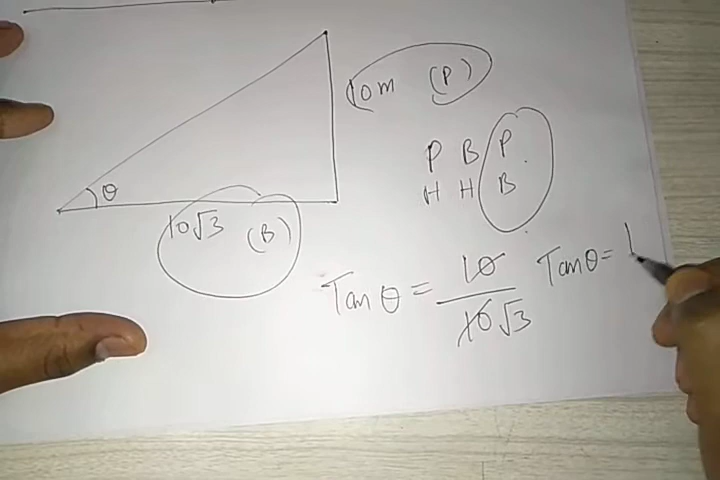 10m (P)
P B P
H H B
θ
10√3 (B)
Tan θ = 10 / 10√3
Tan θ = 1